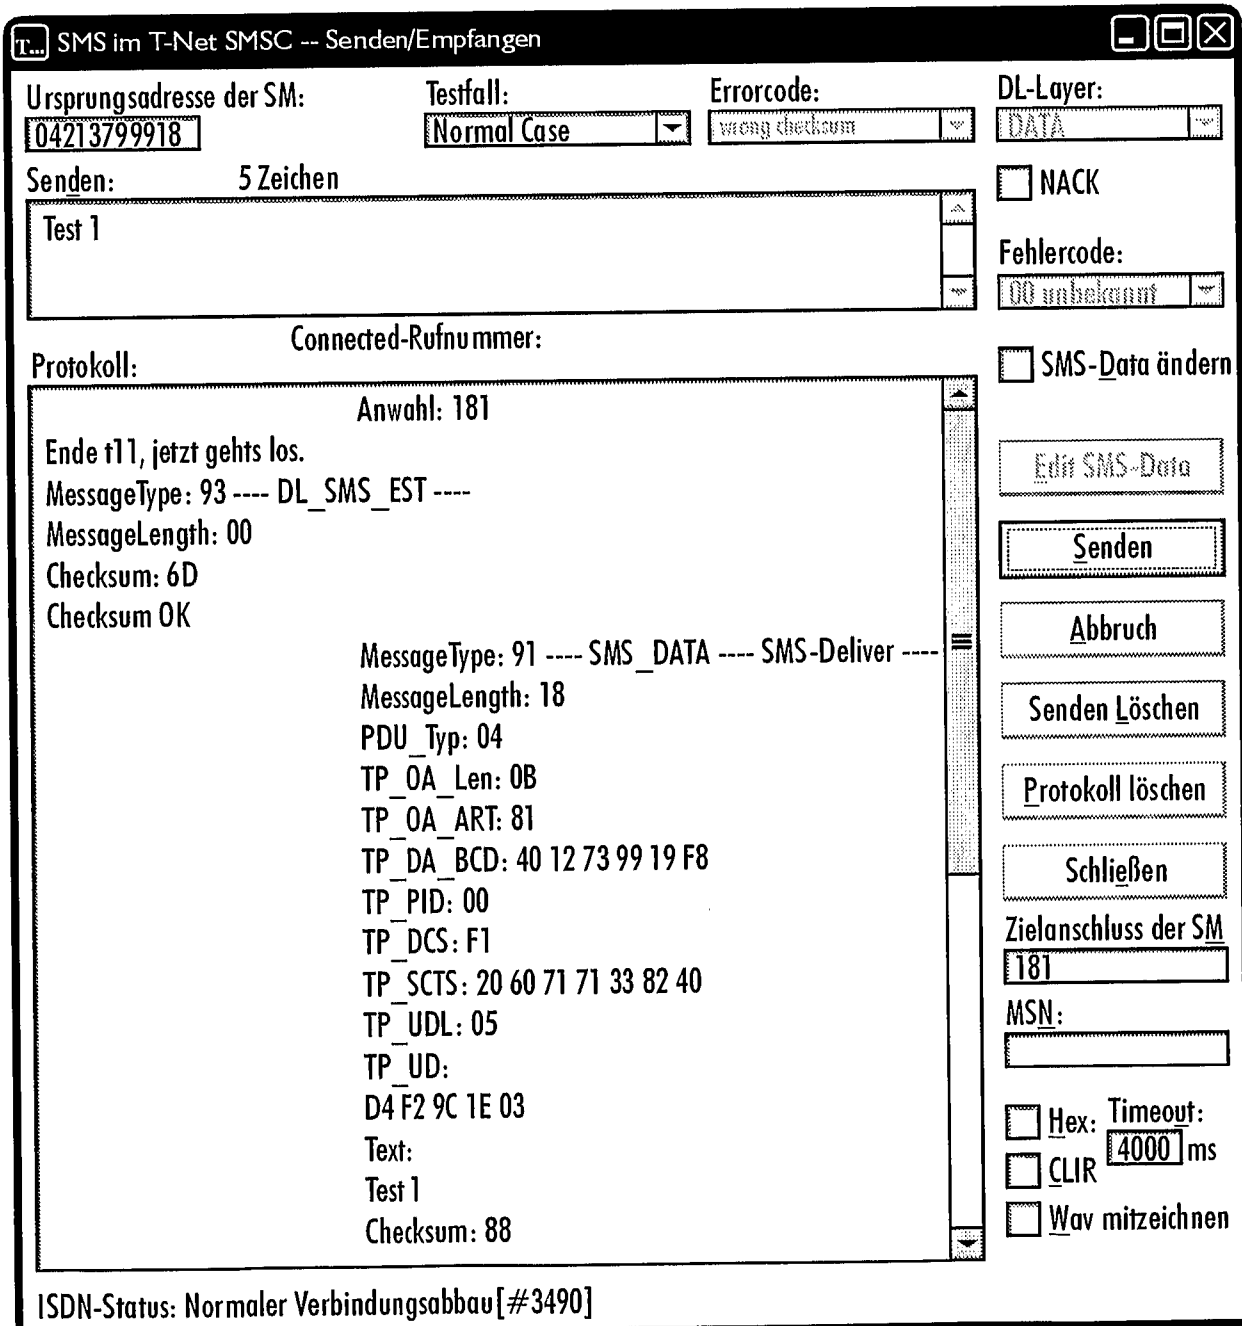 T... SMS im T-Net SMSC -- Senden/Empfangen
Ursprungsadresse der SM: Testfall: Errorcode: DL-Layer:
04213799918 Normal Case wrong checksum DATA
Senden: 5 Zeichen
NACK
Test 1
Fehlercode:
00 unbekannt
Connected-Rufnummer:
Protokoll:
SMS-Data ändern
Anwahl: 181
Ende t11, jetzt gehts los.
MessageType: 93 ---- DL_SMS_EST ----
MessageLength: 00
Checksum: 6D
Checksum OK
MessageType: 91 ---- SMS_DATA ---- SMS-Deliver ----
MessageLength: 18
PDU_Typ: 04
TP_OA_Len: 0B
TP_OA_ART: 81
TP_DA_BCD: 40 12 73 99 19 F8
TP_PID: 00
TP_DCS: F1
TP_SCTS: 20 60 71 71 33 82 40
TP_UDL: 05
TP_UD:
D4 F2 9C 1E 03
Text:
Test 1
Checksum: 88
Edit SMS-Data
Senden
Abbruch
Senden Löschen
Protokoll löschen
Schließen
Zielanschluss der SM
181
MSN:
Hex: Timeout:
4000 ms
CLIR
Wav mitzeichnen
ISDN-Status: Normaler Verbindungsabbau[#3490]